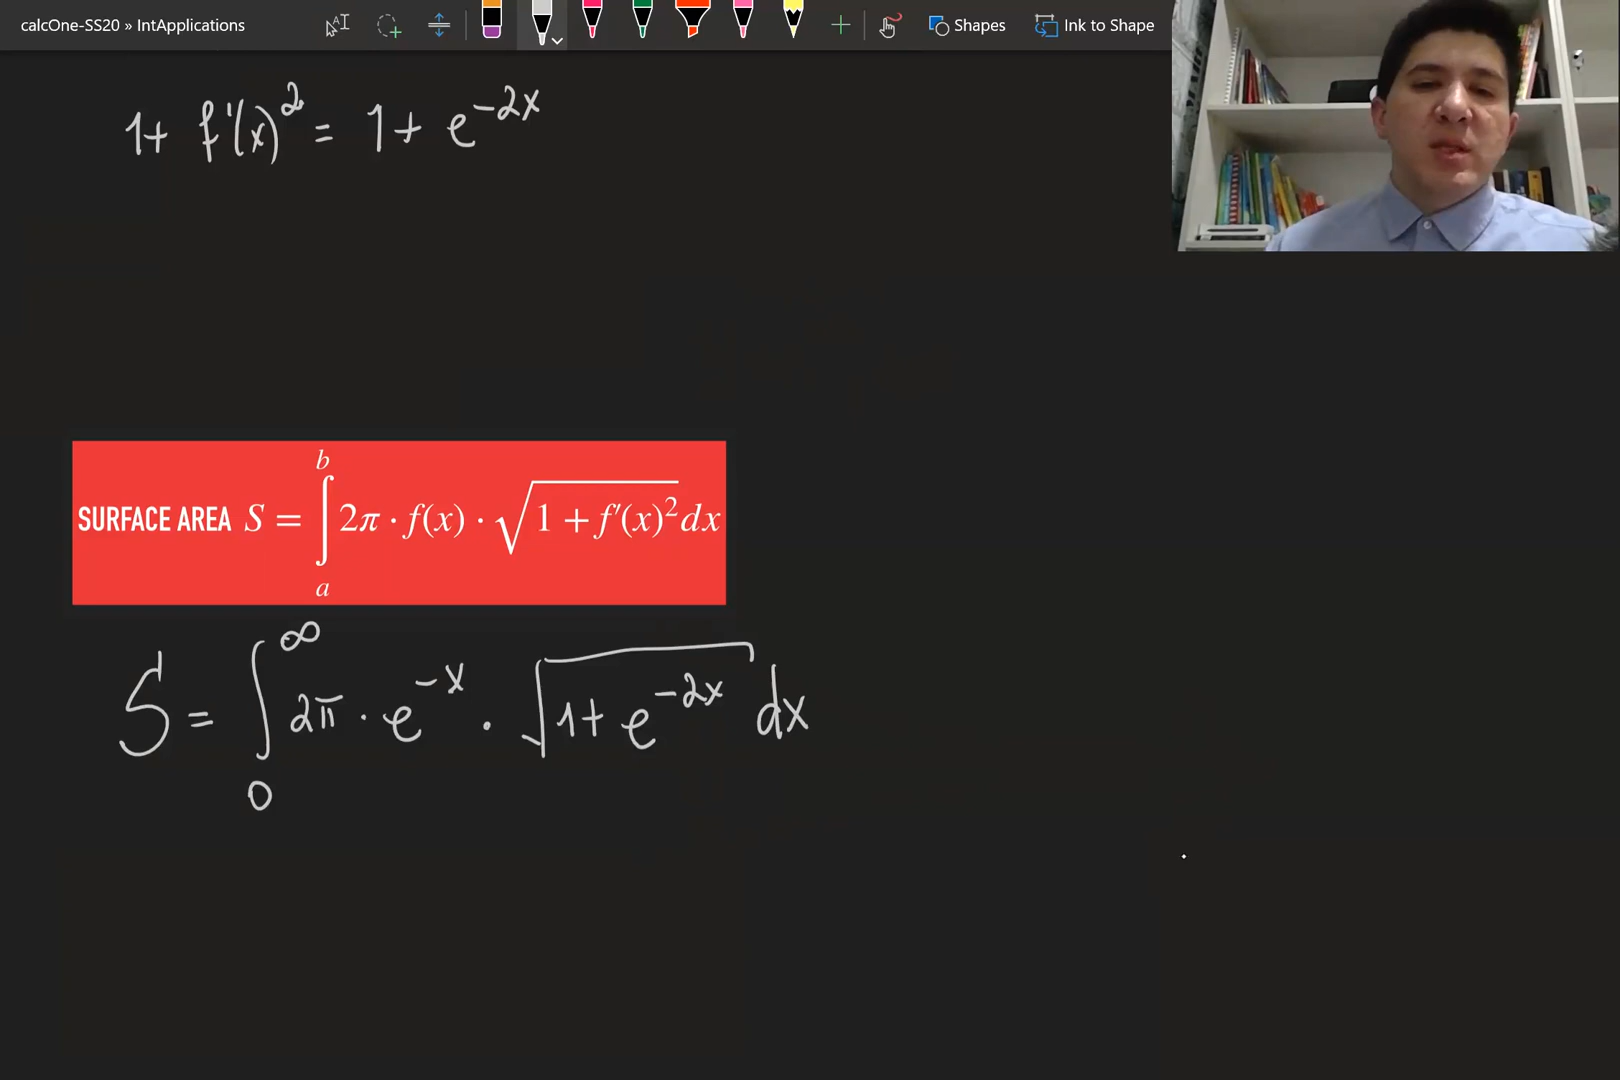 calcOne-SS20 » IntApplications Shapes Ink to Shape
1 + f'(x)² = 1 + e^{-2x}
SURFACE AREA S = ∫_a^b 2π · f(x) · √(1 + f'(x)²) dx
S = ∫_0^∞ 2π · e^{-x} · √(1 + e^{-2x}) dx